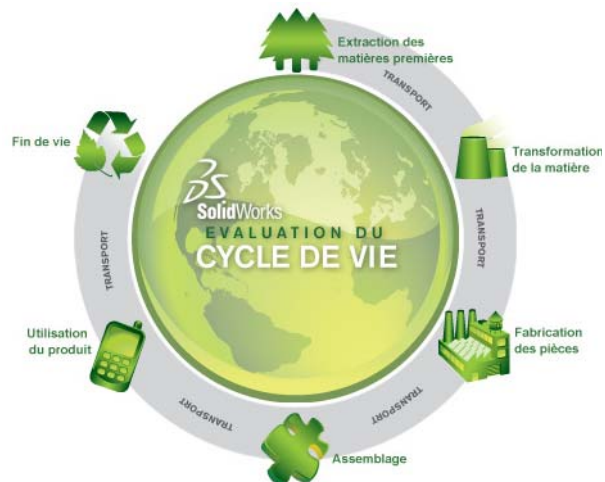 Extraction des
matières premières
TRANSPORT
Transformation
de la matière
TRANSPORT
Fabrication
des pièces
TRANSPORT
Assemblage
TRANSPORT
Utilisation
du produit
TRANSPORT
Fin de vie
DS
SolidWorks
EVALUATION DU
CYCLE DE VIE